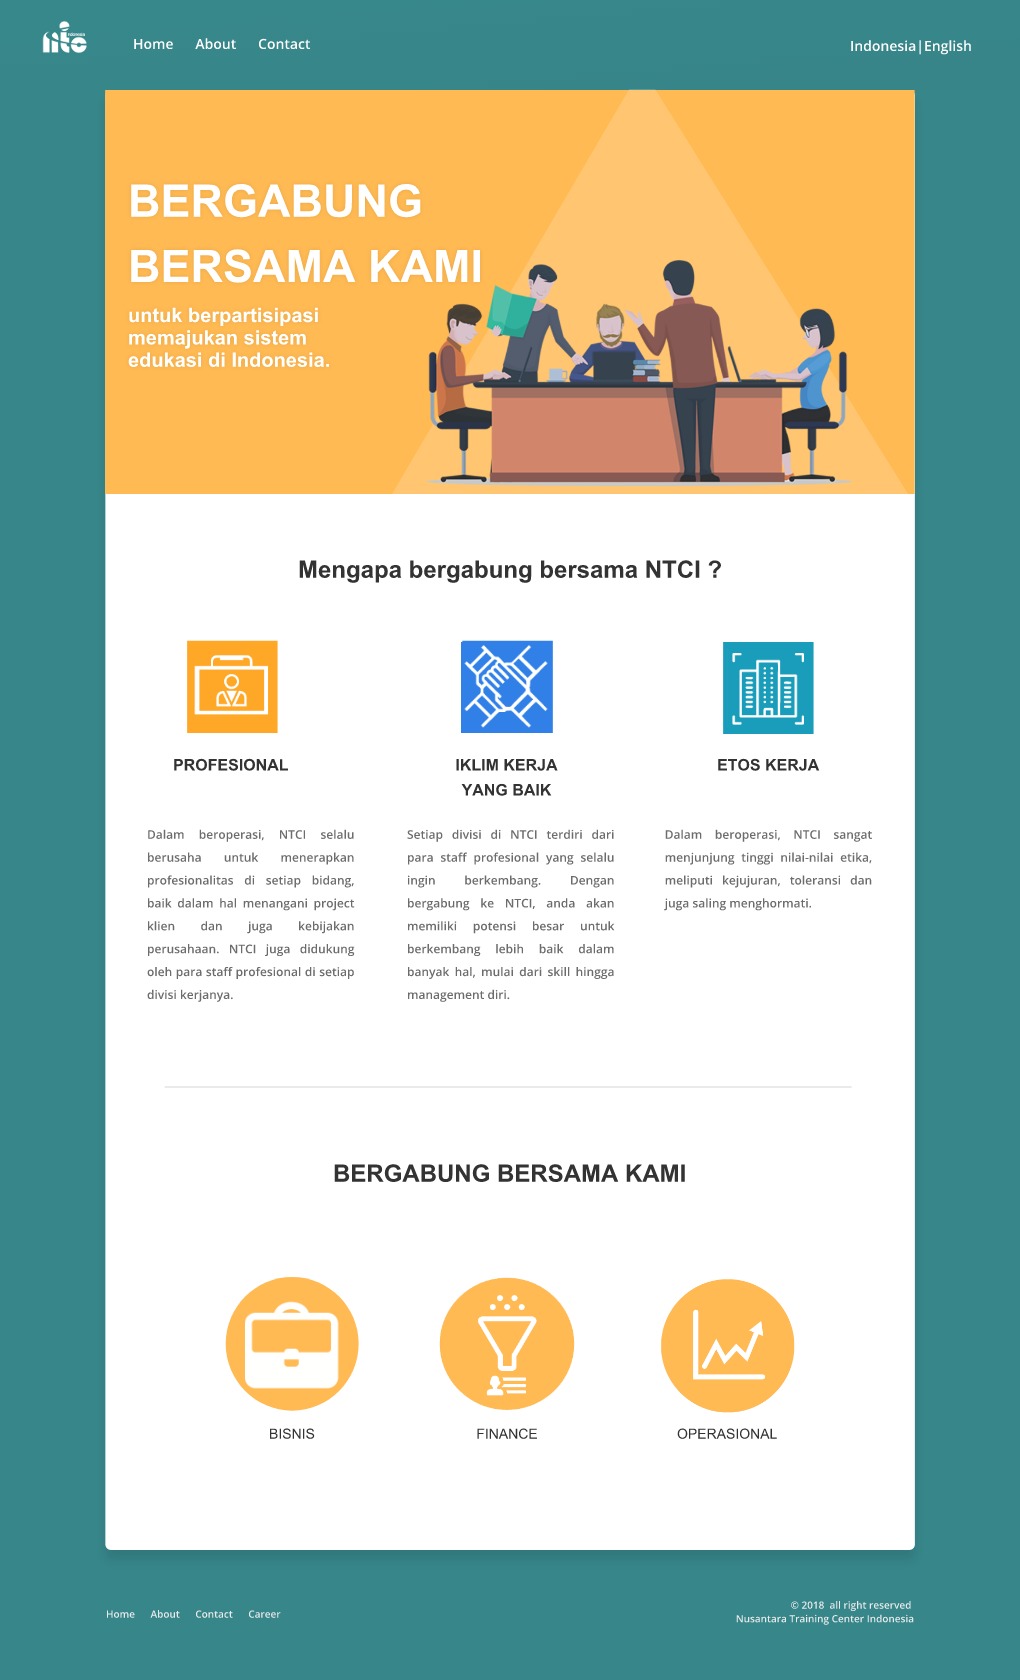 Home About Contact
Indonesia|English
BERGABUNG
BERSAMA KAMI
untuk berpartisipasi
memajukan sistem
edukasi di Indonesia.
Mengapa bergabung bersama NTCI ?
PROFESIONAL
Dalam beroperasi, NTCI selalu
berusaha untuk menerapkan
profesionalitas di setiap bidang,
baik dalam hal menangani project
klien dan juga kebijakan
perusahaan. NTCI juga didukung
oleh para staff profesional di setiap
divisi kerjanya.
IKLIM KERJA
YANG BAIK
Setiap divisi di NTCI terdiri dari
para staff profesional yang selalu
ingin berkembang. Dengan
bergabung ke NTCI, anda akan
memiliki potensi besar untuk
berkembang lebih baik dalam
banyak hal, mulai dari skill hingga
management diri.
ETOS KERJA
Dalam beroperasi, NTCI sangat
menjunjung tinggi nilai-nilai etika,
meliputi kejujuran, toleransi dan
juga saling menghormati.
BERGABUNG BERSAMA KAMI
BISNIS
FINANCE
OPERASIONAL
Home About Contact Career
© 2018 all right reserved
Nusantara Training Center Indonesia